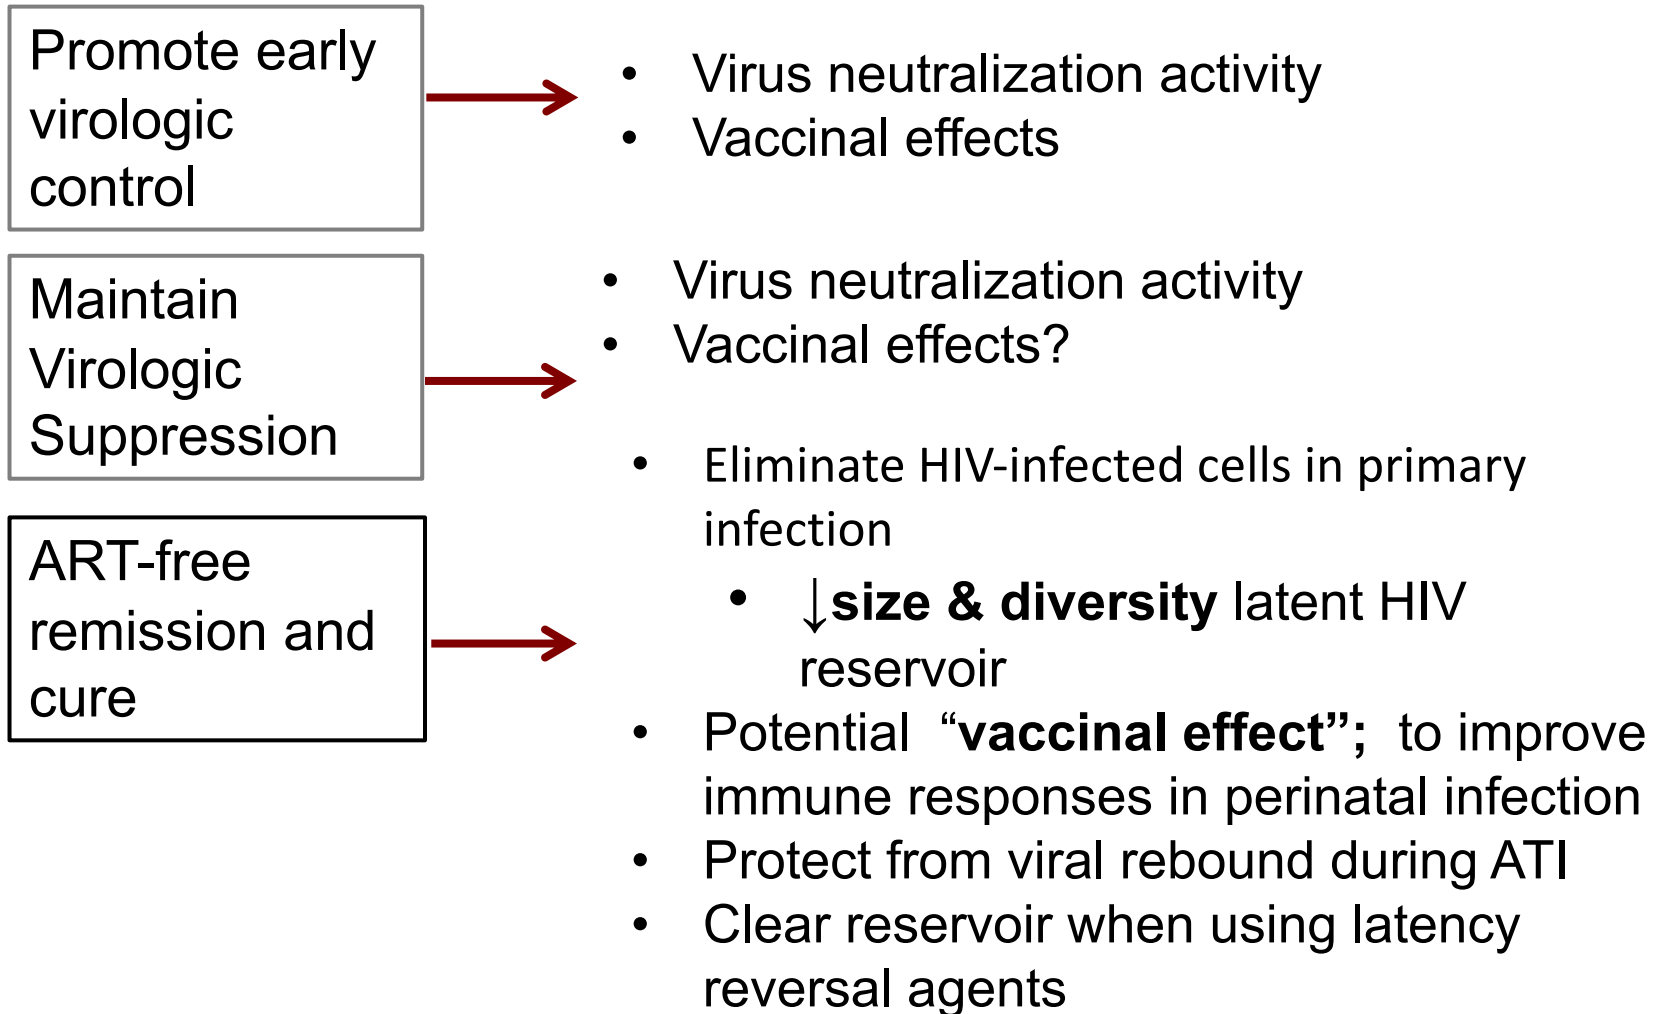 Promote early
virologic
control
• Virus neutralization activity
• Vaccinal effects
Maintain
Virologic
Suppression
• Virus neutralization activity
• Vaccinal effects?
ART-free
remission and
cure
• Eliminate HIV-infected cells in primary
infection
• ↓size & diversity latent HIV
reservoir
• Potential “vaccinal effect”; to improve
immune responses in perinatal infection
• Protect from viral rebound during ATI
• Clear reservoir when using latency
reversal agents